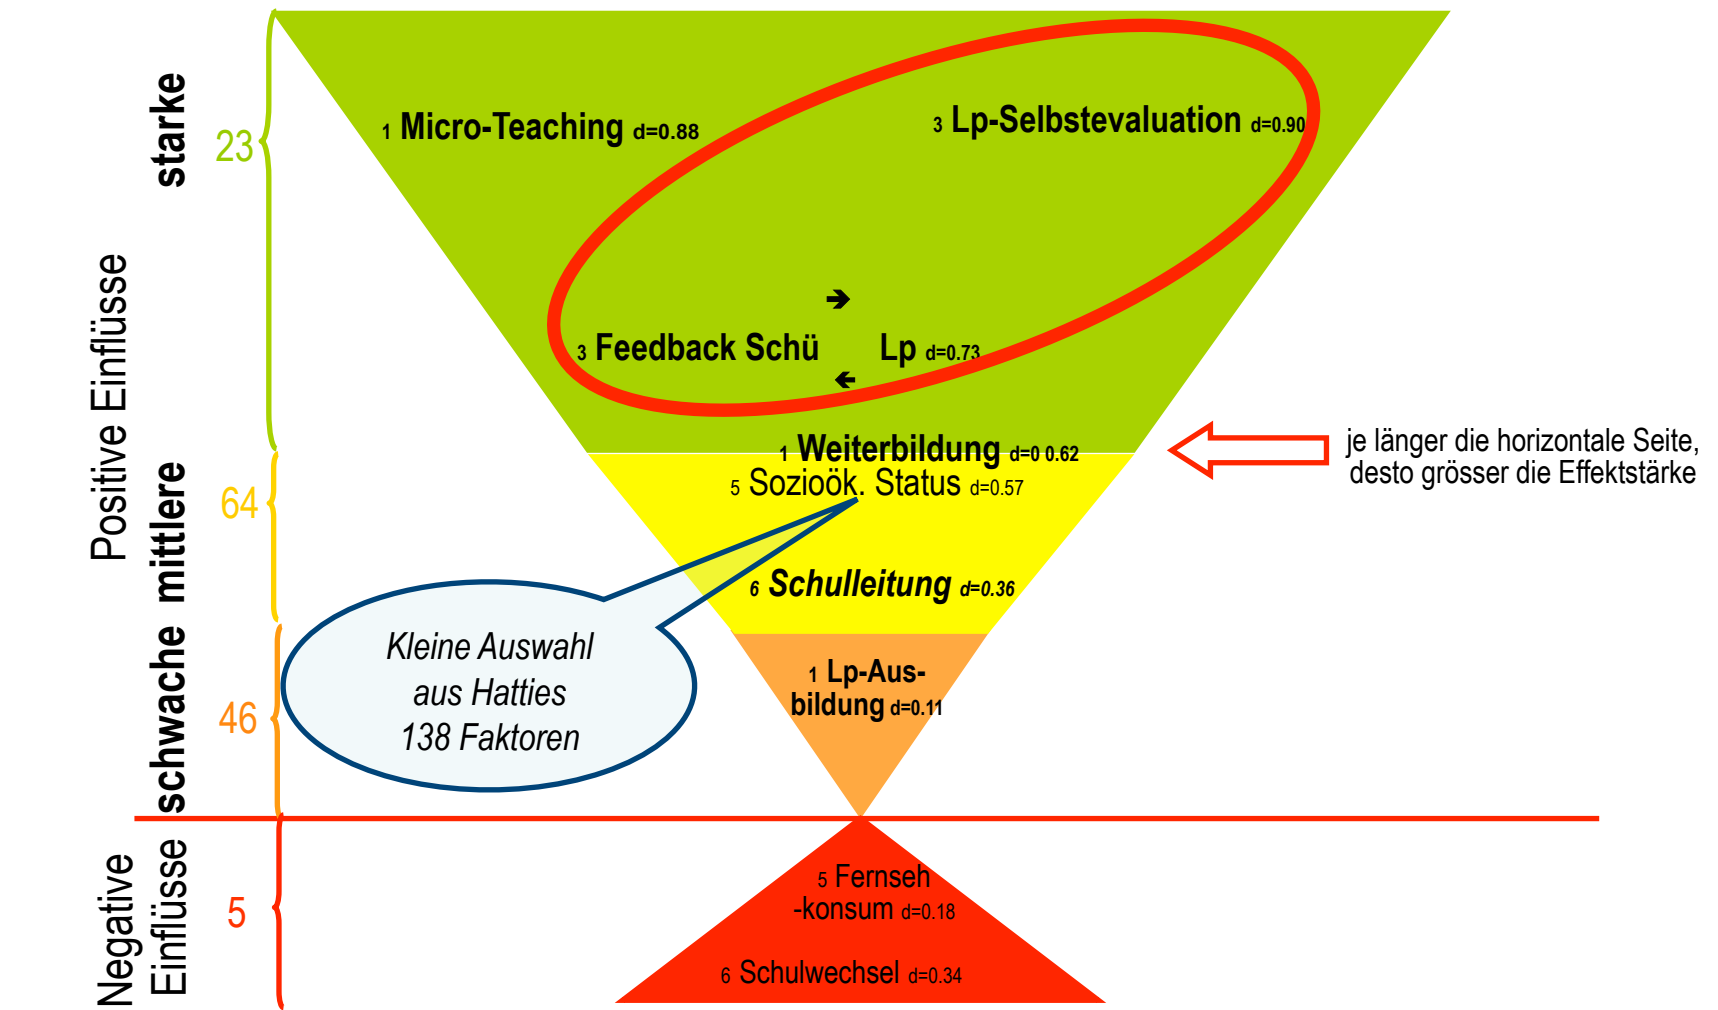 starke
23
1 Micro-Teaching d=0.88
3 Lp-Selbstevaluation d=0.90
➔
3 Feedback Schü Lp d=0.73
←
Positive Einflüsse
1 Weiterbildung d=0 0.62
je länger die horizontale Seite,
desto grösser die Effektstärke
mittlere
64
5 Sozioök. Status d=0.57
6 Schulleitung d=0.36
Kleine Auswahl
aus Hatties
138 Faktoren
schwache
46
1 Lp-Aus-
bildung d=0.11
Negative
Einflüsse
5
5 Fernseh
-konsum d=0.18
6 Schulwechsel d=0.34